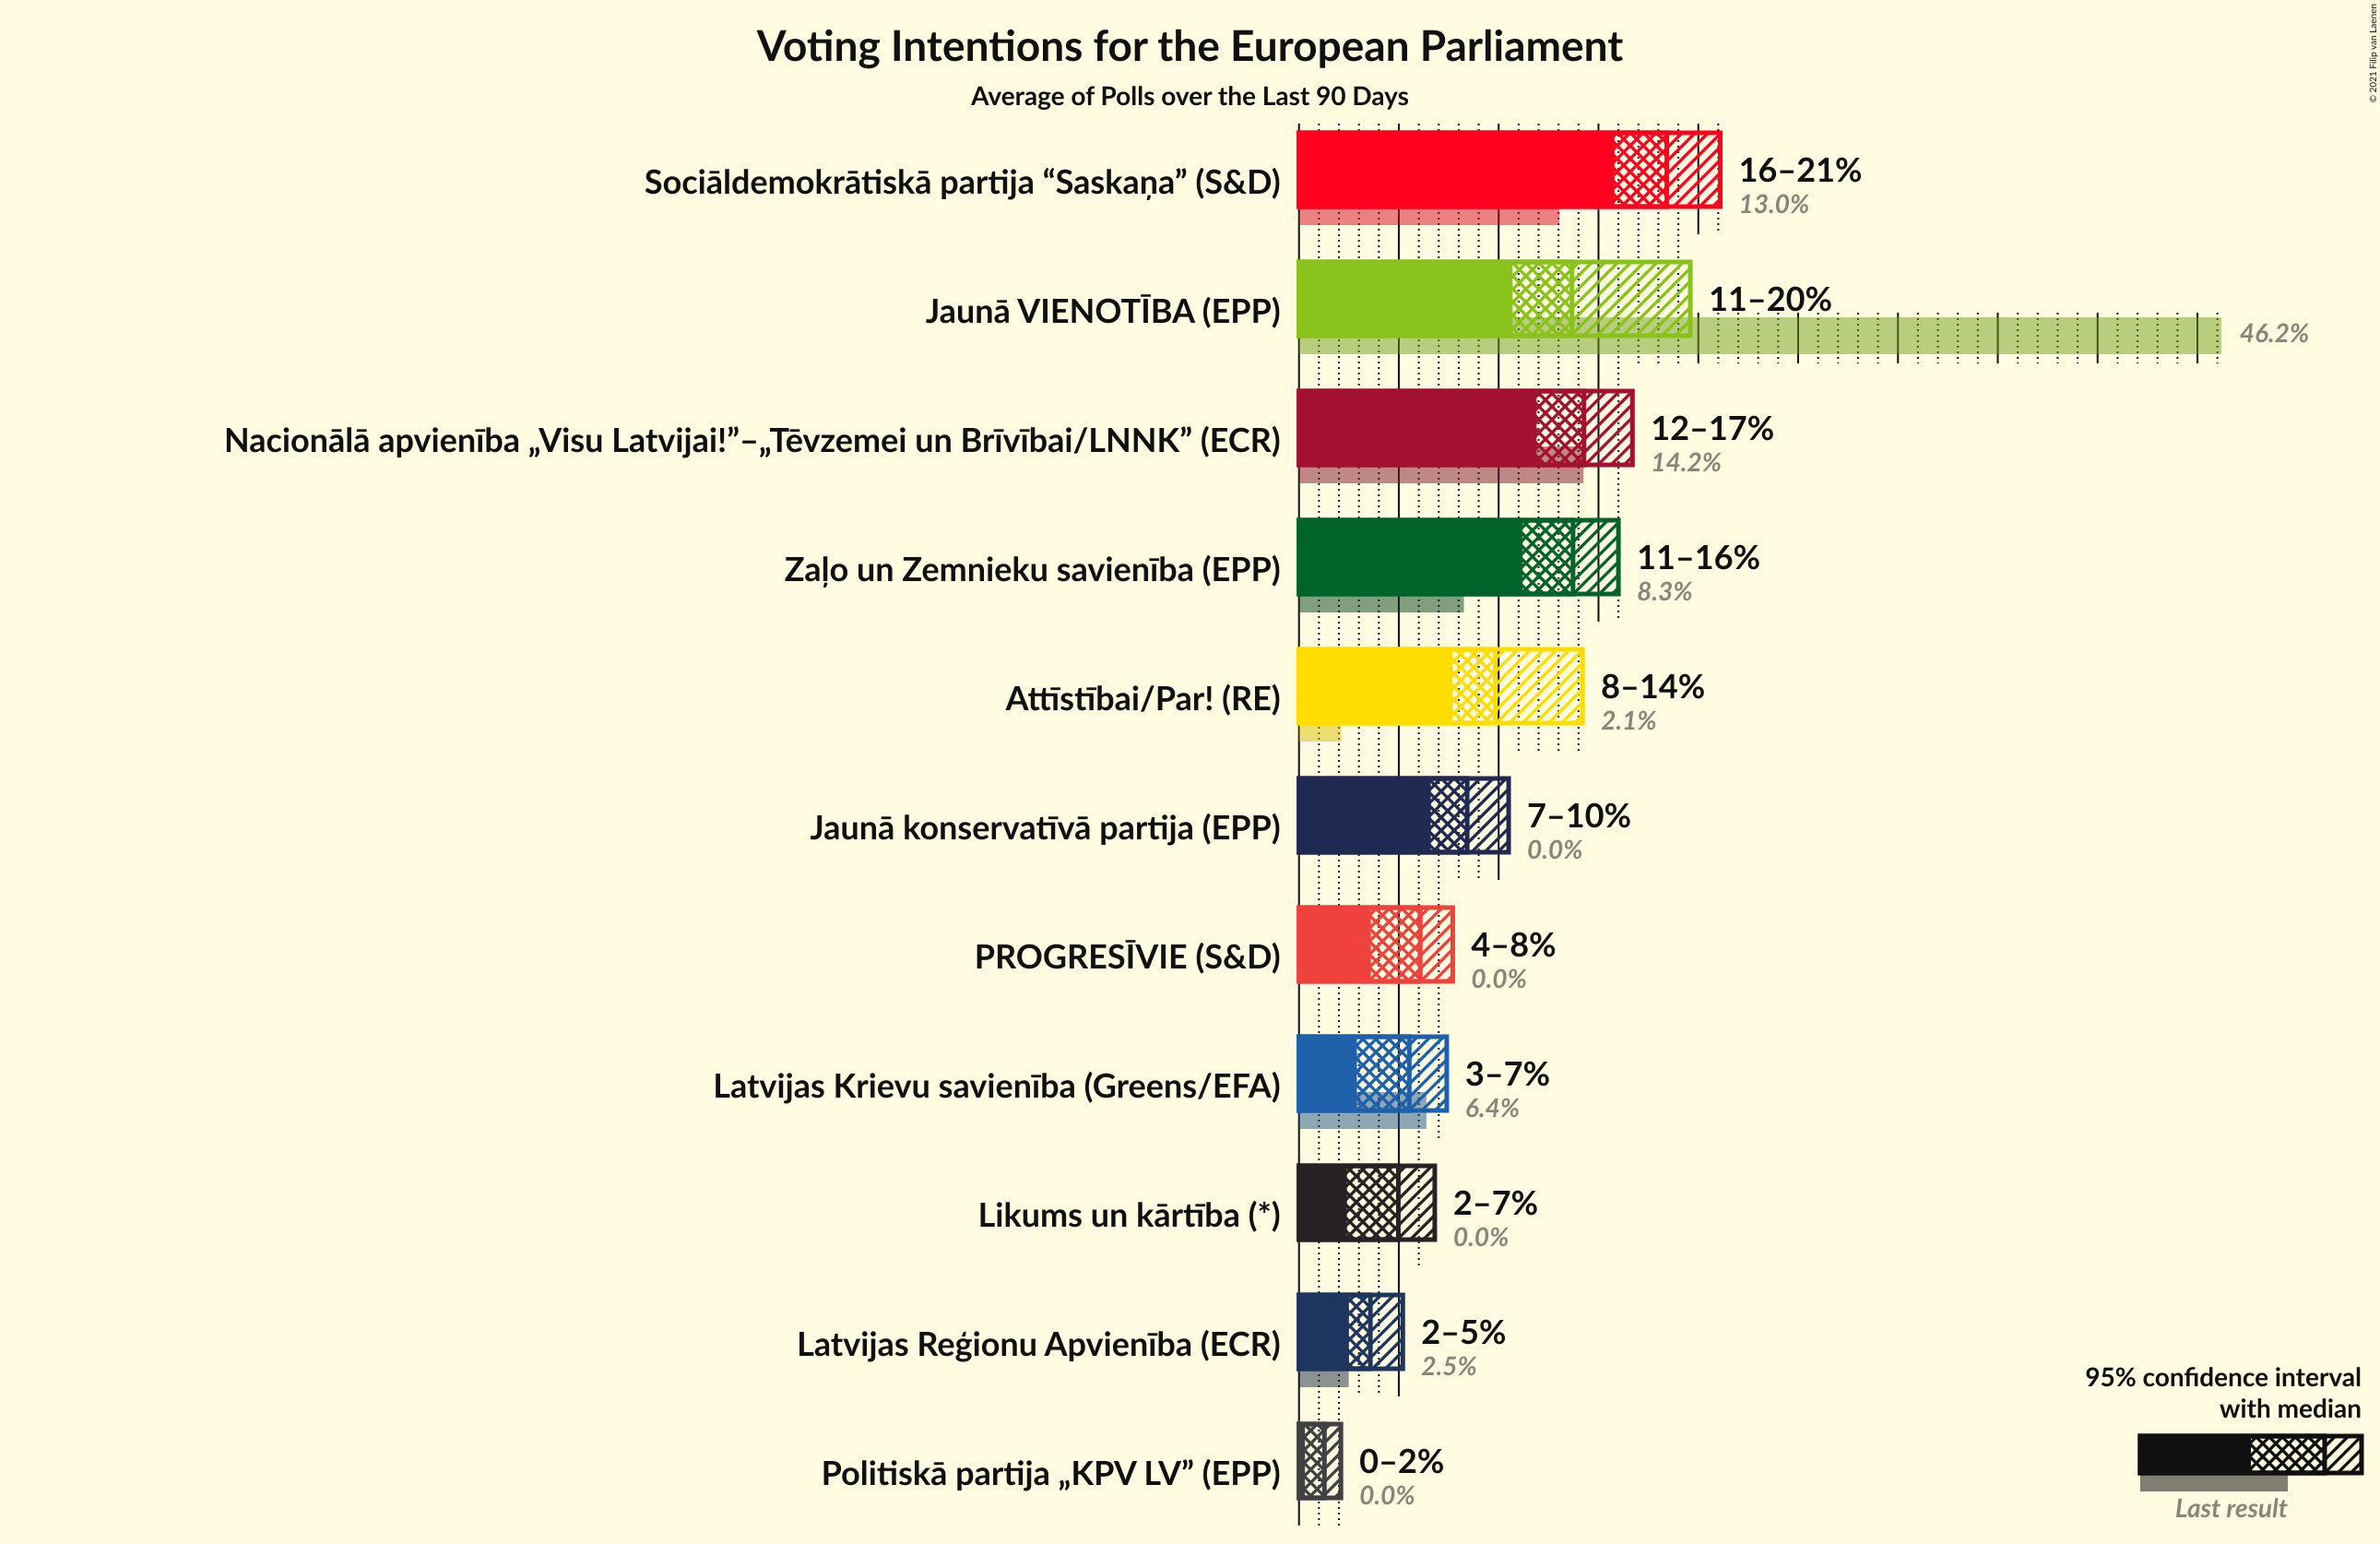 Voting Intentions for the European Parliament
Average of Polls over the Last 90 Days
© 2021 Filip van Laenen
Sociāldemokrātiskā partija “Saskaņa” (S&D)
16–21%
13.0%
Jaunā VIENOTĪBA (EPP)
11–20%
46.2%
Nacionālā apvienība „Visu Latvijai!”–„Tēvzemei un Brīvībai/LNNK” (ECR)
12–17%
14.2%
Zaļo un Zemnieku savienība (EPP)
11–16%
8.3%
Attīstībai/Par! (RE)
8–14%
2.1%
Jaunā konservatīvā partija (EPP)
7–10%
0.0%
PROGRESĪVIE (S&D)
4–8%
0.0%
Latvijas Krievu savienība (Greens/EFA)
3–7%
6.4%
Likums un kārtība (*)
2–7%
0.0%
Latvijas Reģionu Apvienība (ECR)
2–5%
2.5%
Politiskā partija „KPV LV” (EPP)
0–2%
0.0%
95% confidence interval
with median
Last result